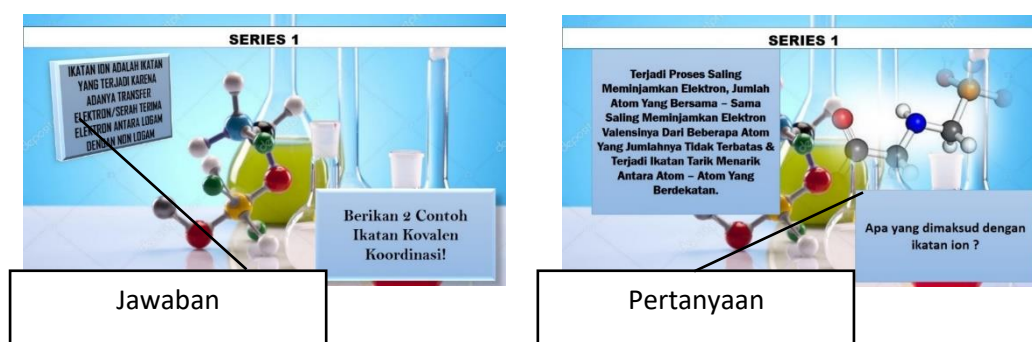 SERIES 1
IKATAN ION ADALAH IKATAN
YANG TERJADI KARENA
ADANYA TRANSFER
ELEKTRON/SERAH TERIMA
ELEKTRON ANTARA LOGAM
DENGAN NON LOGAM
Berikan 2 Contoh
Ikatan Kovalen
Koordinasi!
Jawaban
SERIES 1
Terjadi Proses Saling
Meminjamkan Elektron, Jumlah
Atom Yang Bersama – Sama
Saling Meminjamkan Elektron
Valensinya Dari Beberapa Atom
Yang Jumlahnya Tidak Terbatas &
Terjadi Ikatan Tarik Menarik
Antara Atom – Atom Yang
Berdekatan.
Apa yang dimaksud dengan
ikatan ion ?
Pertanyaan